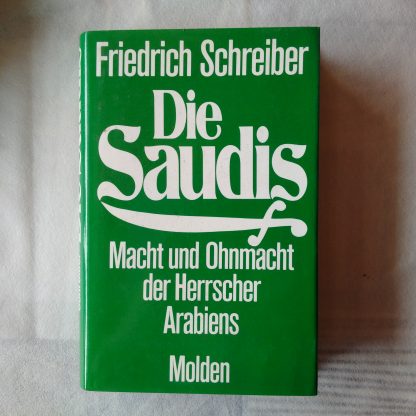 Friedrich Schreiber
Die
Saudis
Macht und Ohnmacht
der Herrscher
Arabiens
Molden